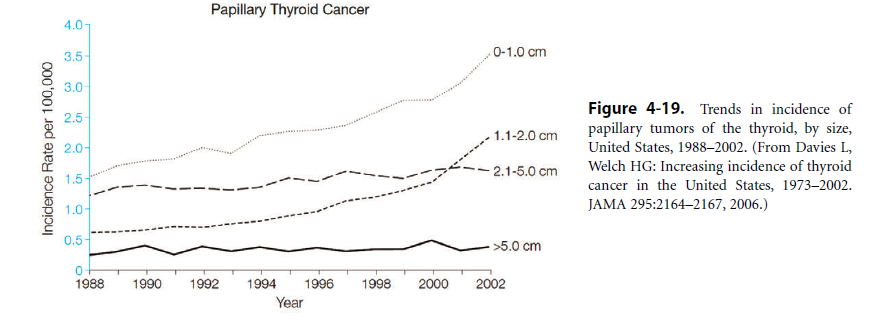 Papillary Thyroid Cancer
4.0
3.5
3.0
2.5
2.0
1.5
1.0
0.5
0
Incidence Rate per 100,000
0-1.0 cm
1.1-2.0 cm
2.1-5.0 cm
>5.0 cm
1988 1990 1992 1994 1996 1998 2000 2002
Year
Figure 4-19. Trends in incidence of
papillary tumors of the thyroid, by size,
United States, 1988–2002. (From Davies L,
Welch HG: Increasing incidence of thyroid
cancer in the United States, 1973–2002.
JAMA 295:2164–2167, 2006.)